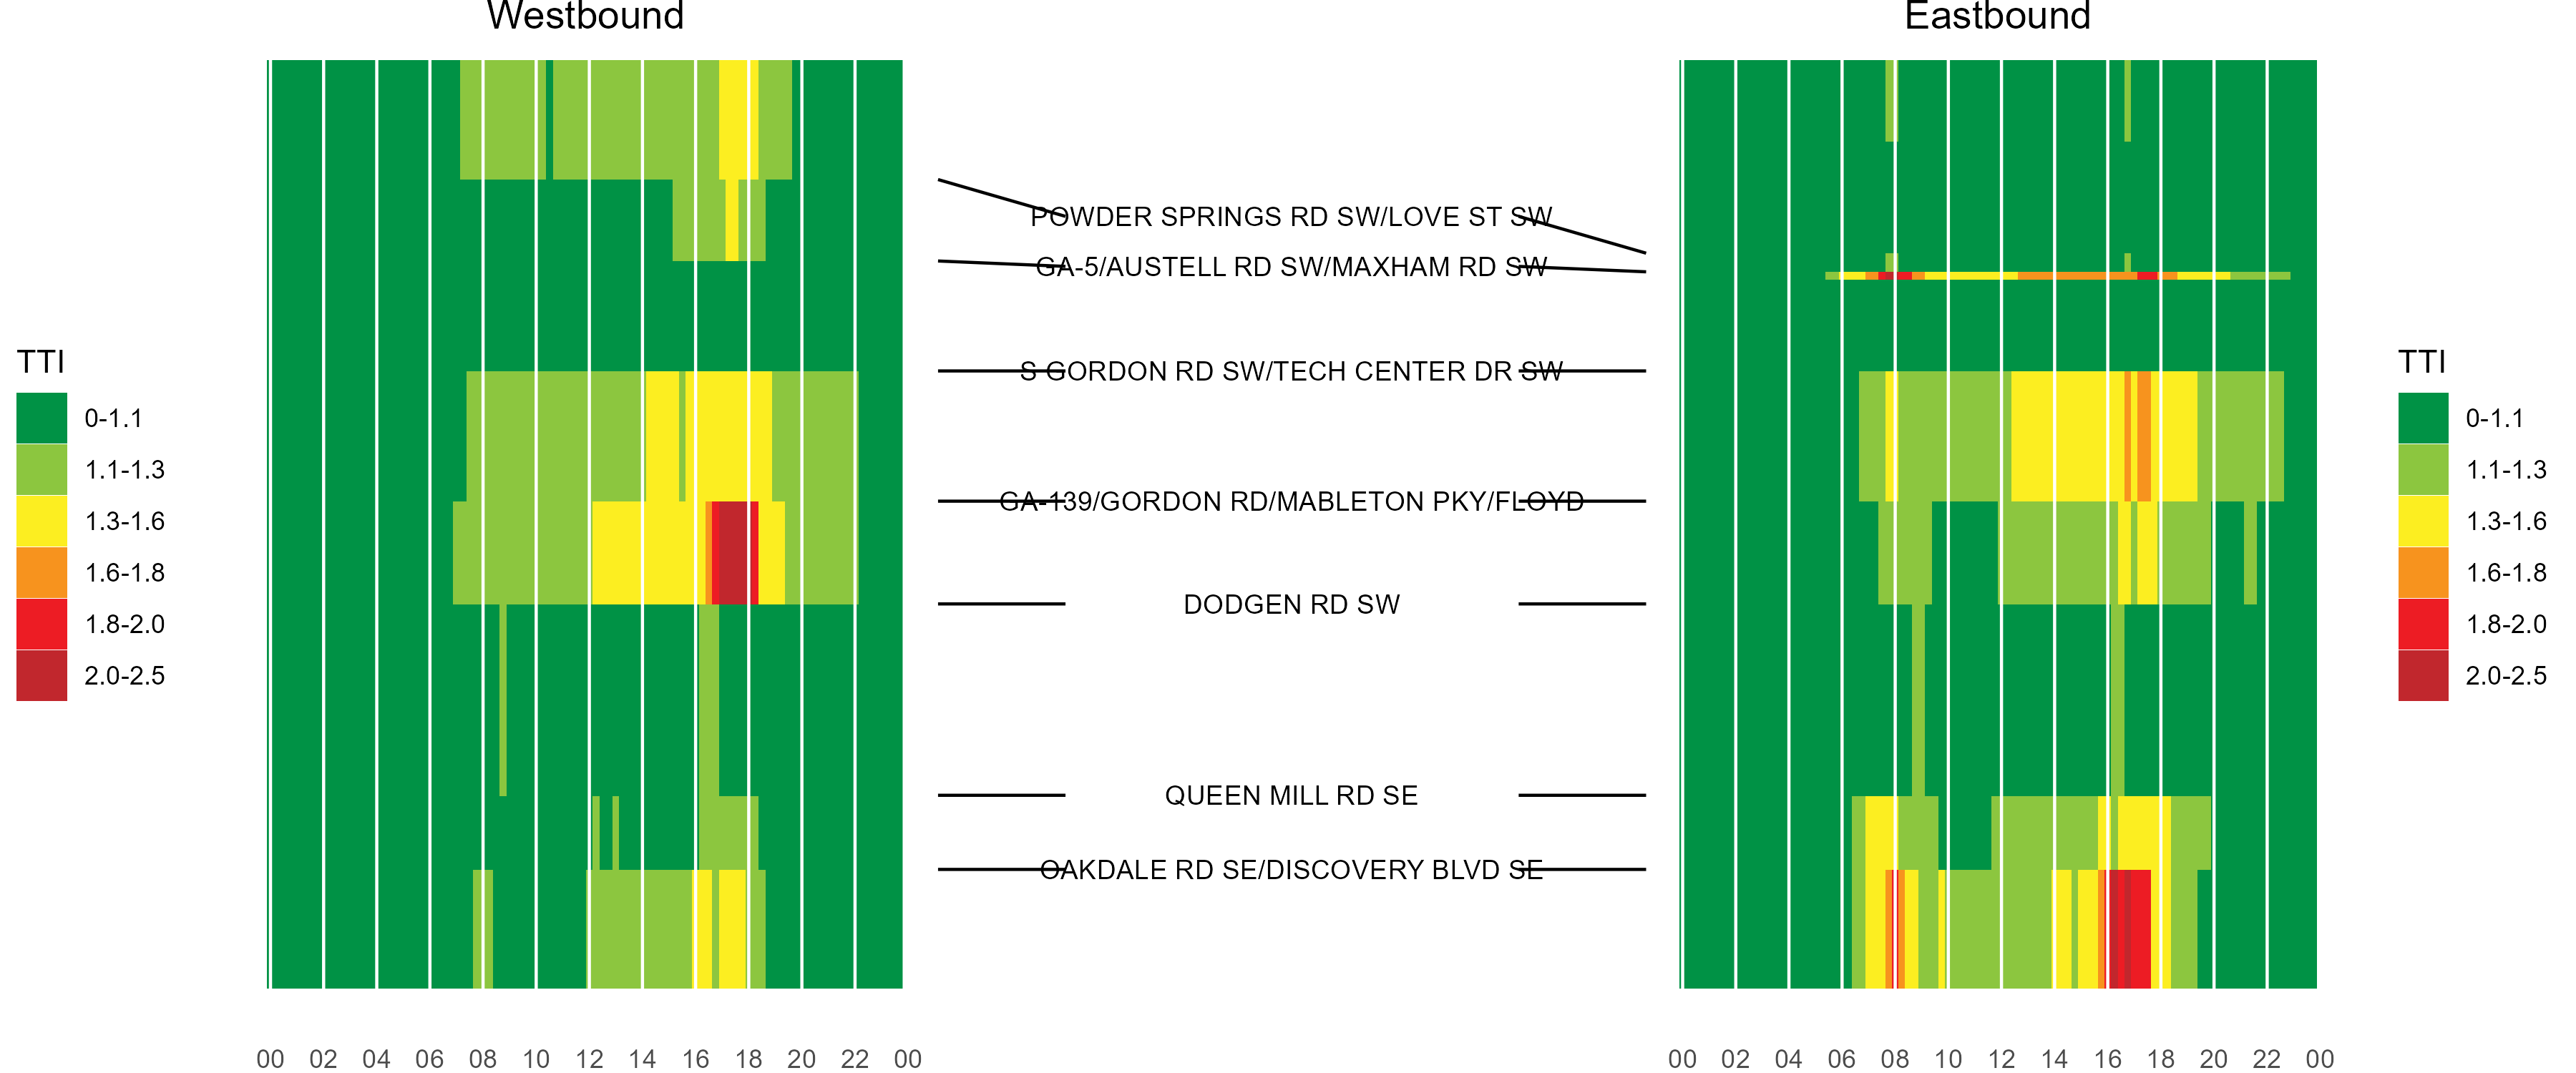 Westbound
Eastbound
POWDER SPRINGS RD SW/LOVE ST SW
GA-5/AUSTELL RD SW/MAXHAM RD SW
S GORDON RD SW/TECH CENTER DR SW
GA-139/GORDON RD/MABLETON PKY/FLOYD
DODGEN RD SW
QUEEN MILL RD SE
OAKDALE RD SE/DISCOVERY BLVD SE
TTI
0-1.1
1.1-1.3
1.3-1.6
1.6-1.8
1.8-2.0
2.0-2.5
TTI
0-1.1
1.1-1.3
1.3-1.6
1.6-1.8
1.8-2.0
2.0-2.5
00 02 04 06 08 10 12 14 16 18 20 22 00
00 02 04 06 08 10 12 14 16 18 20 22 00